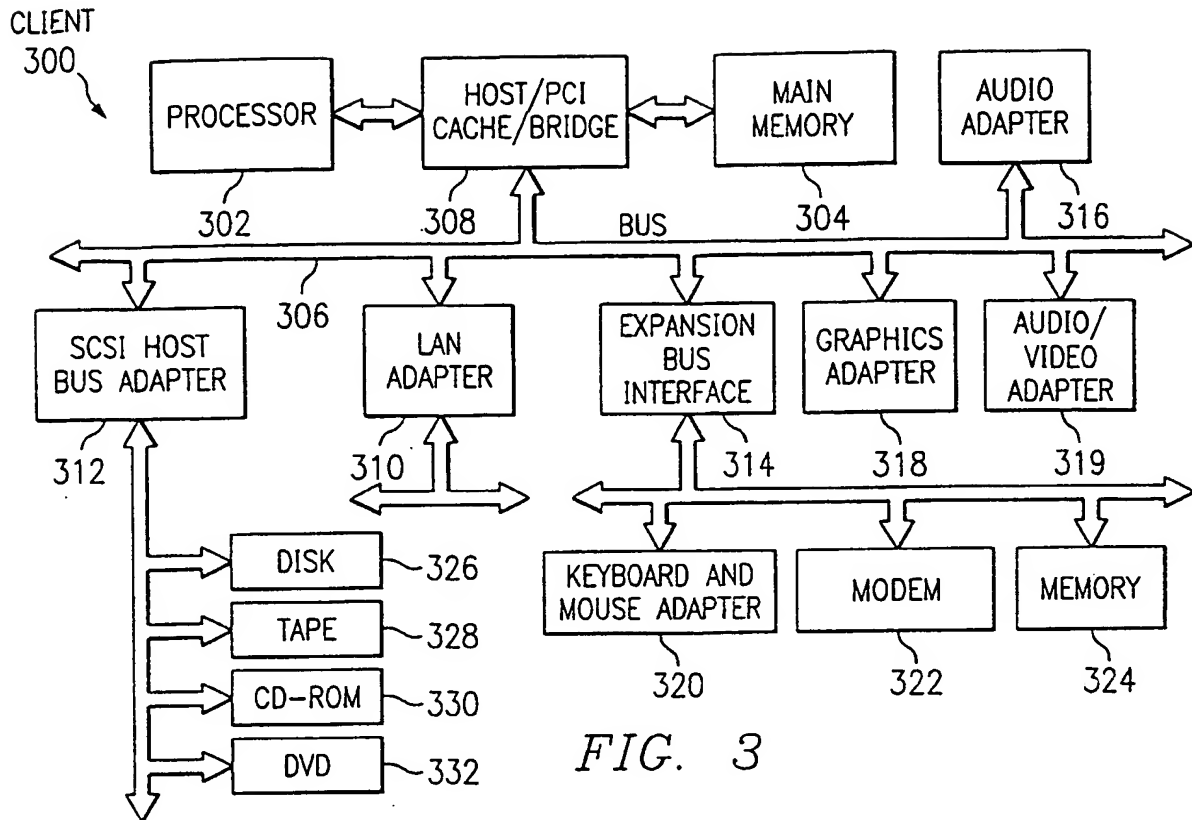 CLIENT
300
PROCESSOR
302
HOST/PCI
CACHE/BRIDGE
308
MAIN
MEMORY
304
AUDIO
ADAPTER
316
BUS
306
SCSI HOST
BUS ADAPTER
312
LAN
ADAPTER
310
EXPANSION
BUS
INTERFACE
314
GRAPHICS
ADAPTER
318
AUDIO/
VIDEO
ADAPTER
319
DISK
326
TAPE
328
CD-ROM
330
DVD
332
KEYBOARD AND
MOUSE ADAPTER
320
MODEM
322
MEMORY
324
FIG. 3